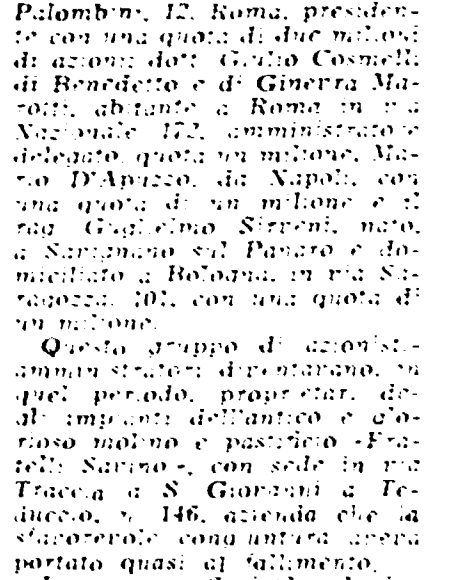 Palombini, 12, Roma, presiden-
te con una quota di due milioni
di azioni: dott. Giulio Cosmelli
di Benedetto e di Ginevra Ma-
rotti, abitante a Roma in via
Nazionale 172, amministratore
delegato, quota un milione, Ma-
rio D'Apuzzo, da Napoli, con
una quota di un milione e il
rag. Guglielmo Sirreni, nato
a Savignano sul Panaro e do-
miciliato a Bologna, in via Sa-
ragozza, 101, con una quota di
un milione.
Questo gruppo di azionisti-
amministratori diventarano, in
quel periodo, proprietari de-
gli impianti dell'antico e glo-
rioso molino e pastificio «Fra-
telli Savino», con sede in via
Traccia a S. Giovanni a Te-
duccio, n. 146, azienda che la
sfavorevole congiuntura aveva
portato quasi al fallimento.